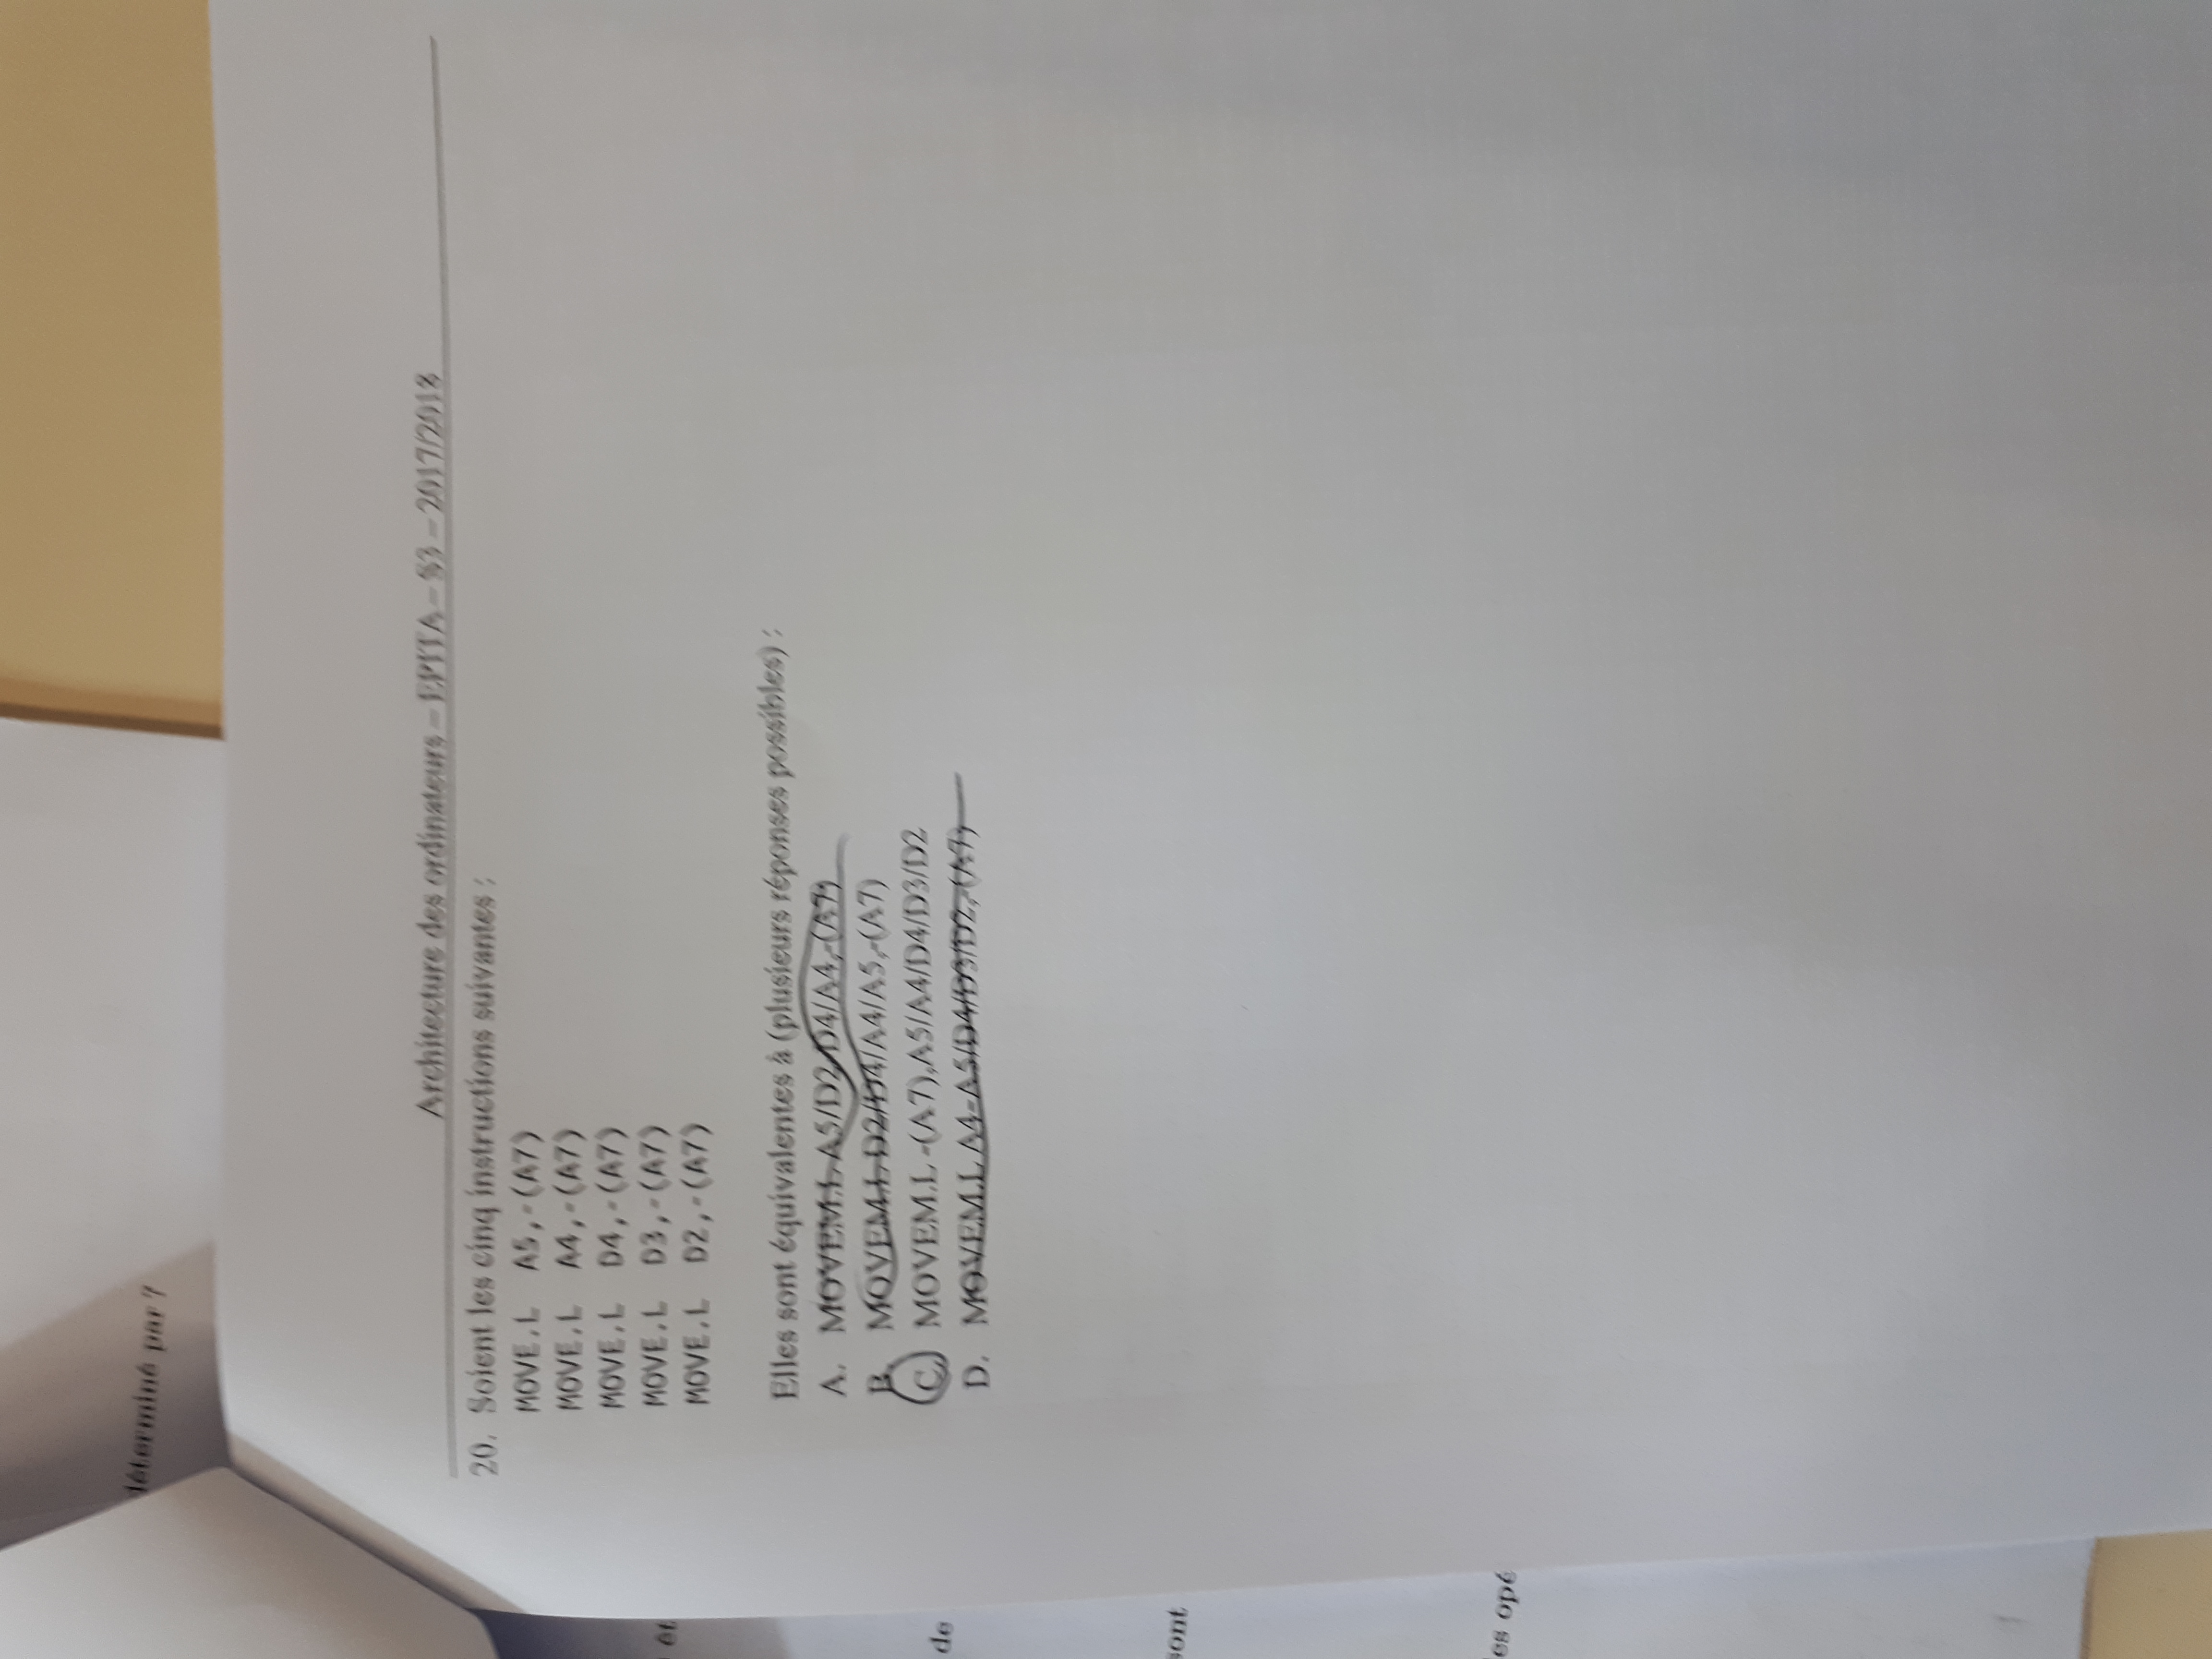 Architecture des ordinateurs – EPITA – S3 – 2017/2018
20. Soient les cinq instructions suivantes :
MOVE.L A5,-(A7)
MOVE.L A4,-(A7)
MOVE.L D4,-(A7)
MOVE.L D3,-(A7)
MOVE.L D2,-(A7)
Elles sont équivalentes à (plusieurs réponses possibles) :
A. MOVEM.L A5/D2/D4/A4,-(A7)
B. MOVEM.L D2/D4/A4/A5,-(A7)
C. MOVEM.L -(A7),A5/A4/D4/D3/D2
D. MOVEM.L A4-A5/D4/D3/D2,-(A7)
déterminé par ?
et
de
sont
es opé